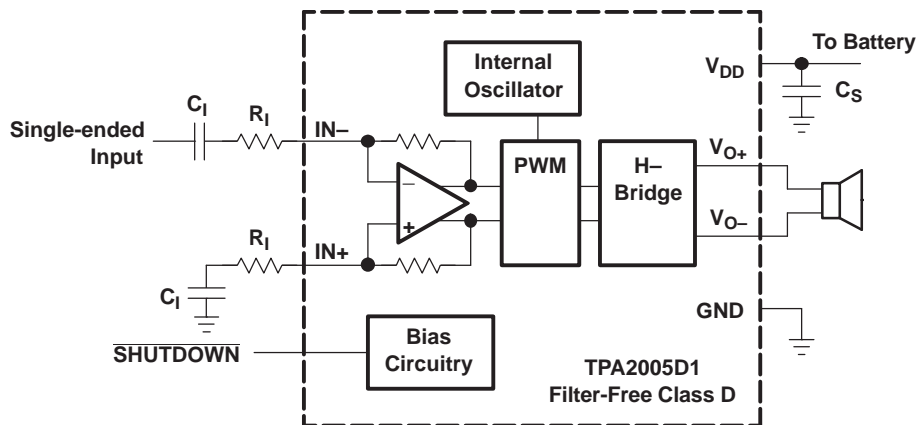 To Battery
Internal
Oscillator
V_DD
C_S
C_I
R_I
IN–
Single-ended
Input
–
+
PWM
H–
Bridge
V_O+
V_O–
R_I
IN+
C_I
GND
SHUTDOWN
Bias
Circuitry
TPA2005D1
Filter-Free Class D